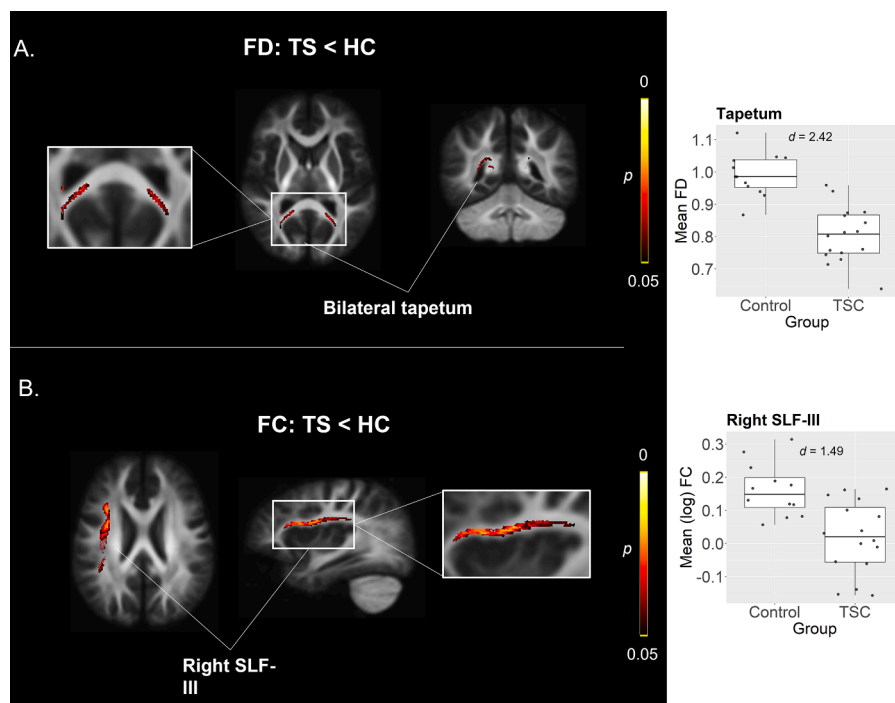 A.
FD: TS < HC
0
p
0.05
Bilateral tapetum
Tapetum
d = 2.42
1.1
1.0
0.9
0.8
0.7
Mean FD
Control TSC
Group
B.
FC: TS < HC
0
p
0.05
Right SLF-
III
Right SLF-III
d = 1.49
0.3
0.2
0.1
0.0
-0.1
Mean (log) FC
Control TSC
Group